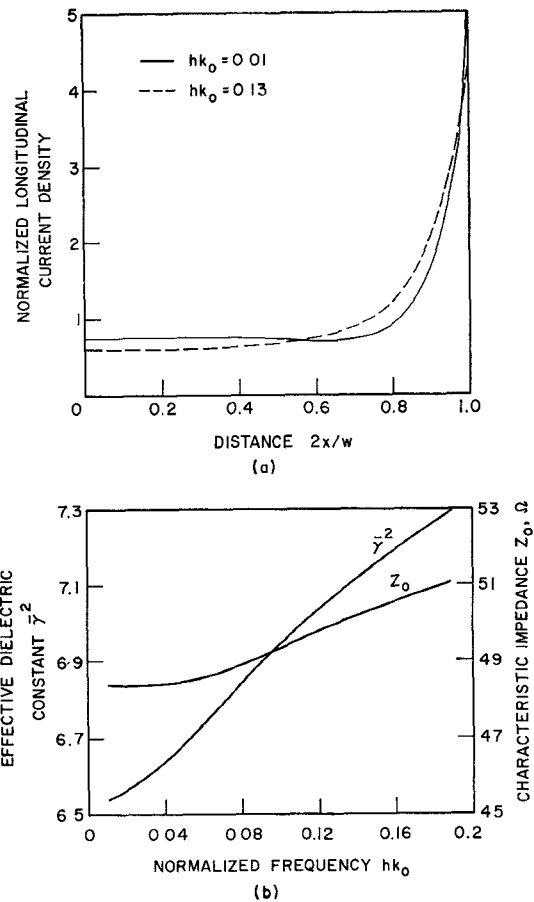 5
4
3
2
1
hk₀ = 0 01
hk₀ = 0 13
NORMALIZED LONGITUDINAL
CURRENT DENSITY
0 0.2 0.4 0.6 0.8 1.0
DISTANCE 2x/w
(a)
7.3
7.1
6.9
6.7
6 5
EFFECTIVE DIELECTRIC
CONSTANT γ̄²
γ̄²
Z₀
53
51
49
47
45
CHARACTERISTIC IMPEDANCE Z₀, Ω
0 0 04 0 08 0.12 0.16 0.2
NORMALIZED FREQUENCY hk₀
(b)